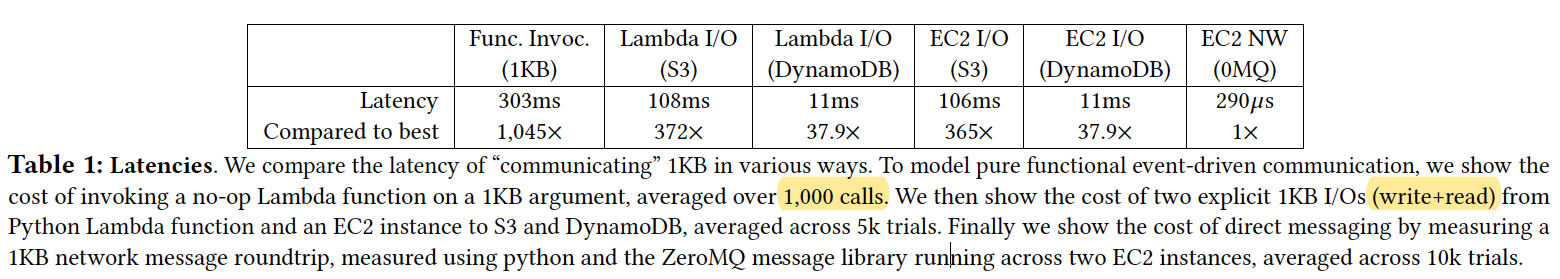 Func. Invoc. Lambda I/O Lambda I/O EC2 I/O EC2 I/O EC2 NW
(1KB) (S3) (DynamoDB) (S3) (DynamoDB) (0MQ)
Latency 303ms 108ms 11ms 106ms 11ms 290μs
Compared to best 1,045× 372× 37.9× 365× 37.9× 1×
Table 1: Latencies. We compare the latency of “communicating” 1KB in various ways. To model pure functional event-driven communication, we show the
cost of invoking a no-op Lambda function on a 1KB argument, averaged over 1,000 calls. We then show the cost of two explicit 1KB I/Os (write+read) from
Python Lambda function and an EC2 instance to S3 and DynamoDB, averaged across 5k trials. Finally we show the cost of direct messaging by measuring a
1KB network message roundtrip, measured using python and the ZeroMQ message library running across two EC2 instances, averaged across 10k trials.